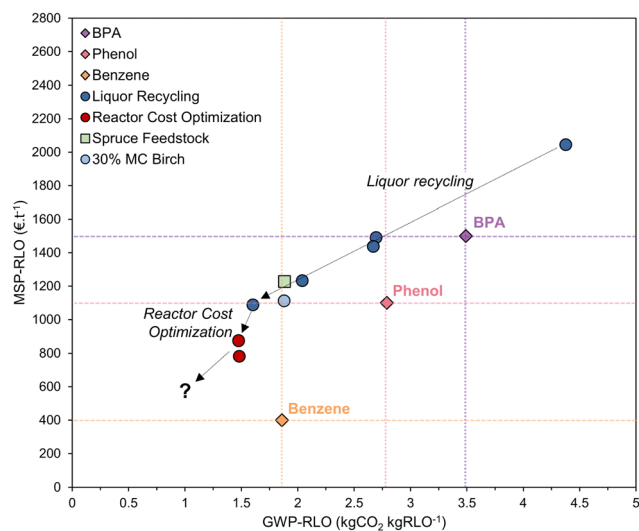 2800
2600
2400
2200
2000
1800
1600
1400
1200
1000
800
600
400
200
0
MSP-RLO (€.t⁻¹)
BPA
Phenol
Benzene
Liquor Recycling
Reactor Cost Optimization
Spruce Feedstock
30% MC Birch
Liquor recycling
BPA
Phenol
Reactor Cost
Optimization
?
Benzene
0 0.5 1 1.5 2 2.5 3 3.5 4 4.5 5
GWP-RLO (kgCO₂ kgRLO⁻¹)